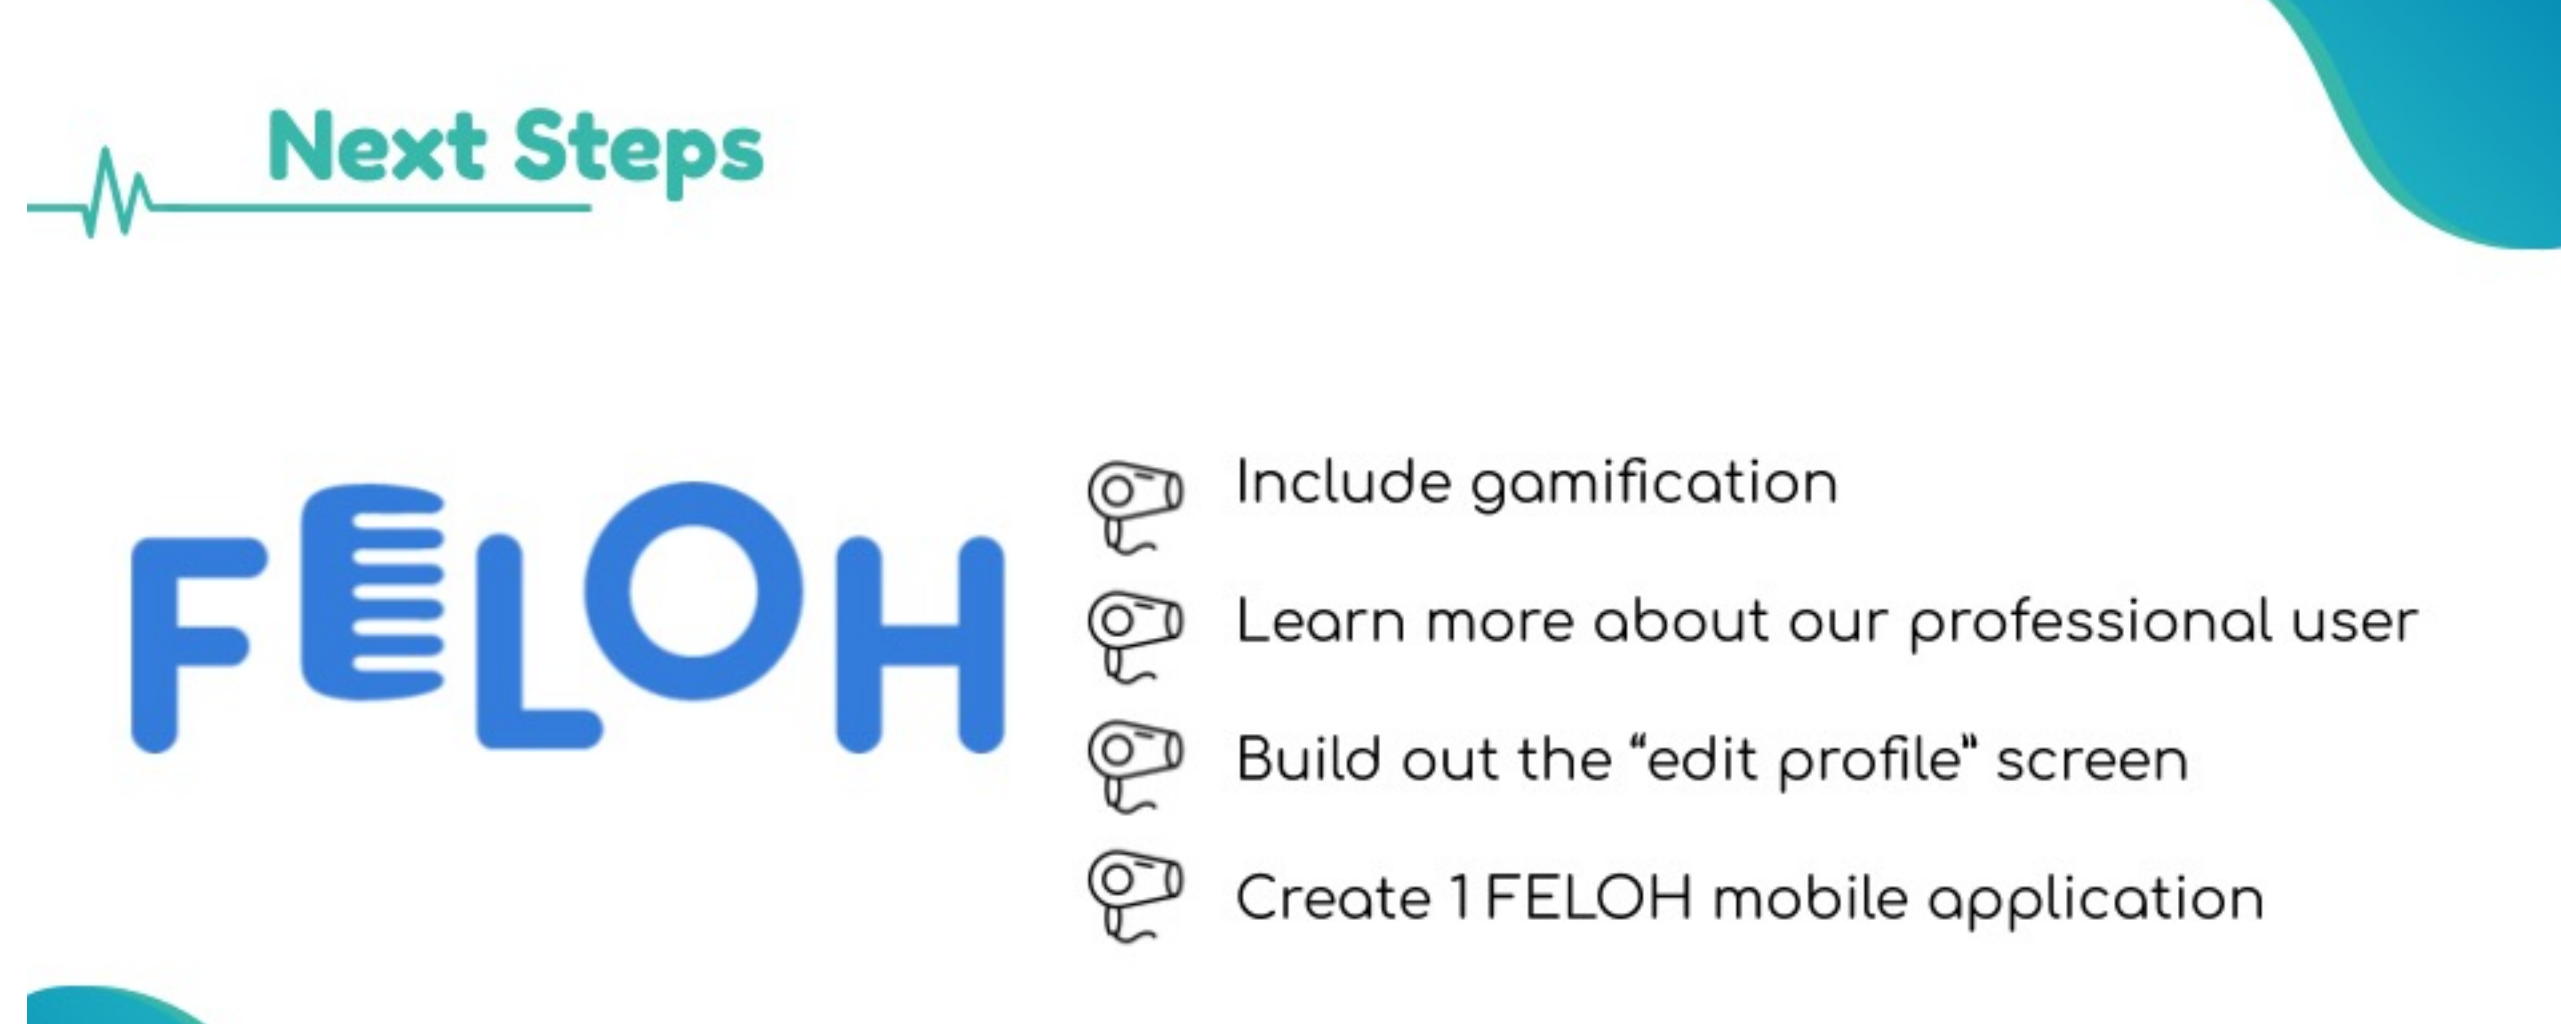 Next Steps
FELOH
Include gamification
Learn more about our professional user
Build out the “edit profile” screen
Create 1 FELOH mobile application